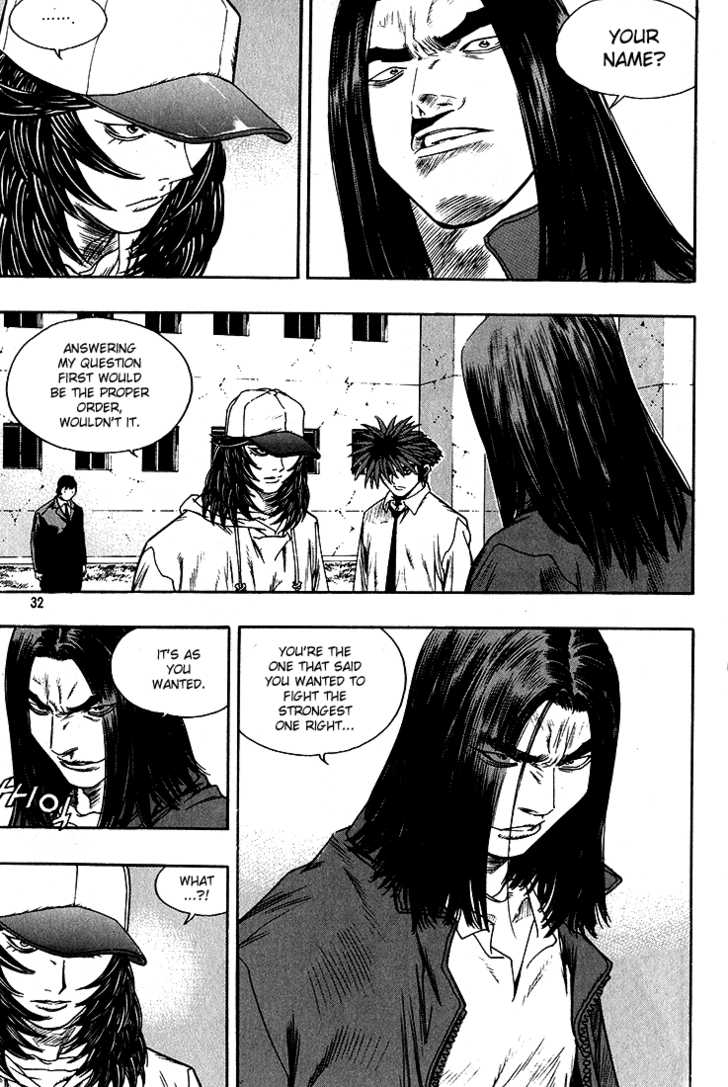 YOUR
NAME?
......
ANSWERING
MY QUESTION
FIRST WOULD
BE THE PROPER
ORDER,
WOULDN'T IT.
32
YOU'RE THE
ONE THAT SAID
YOU WANTED TO
FIGHT THE
STRONGEST
ONE RIGHT...
IT'S AS
YOU
WANTED.
WHAT
...?!